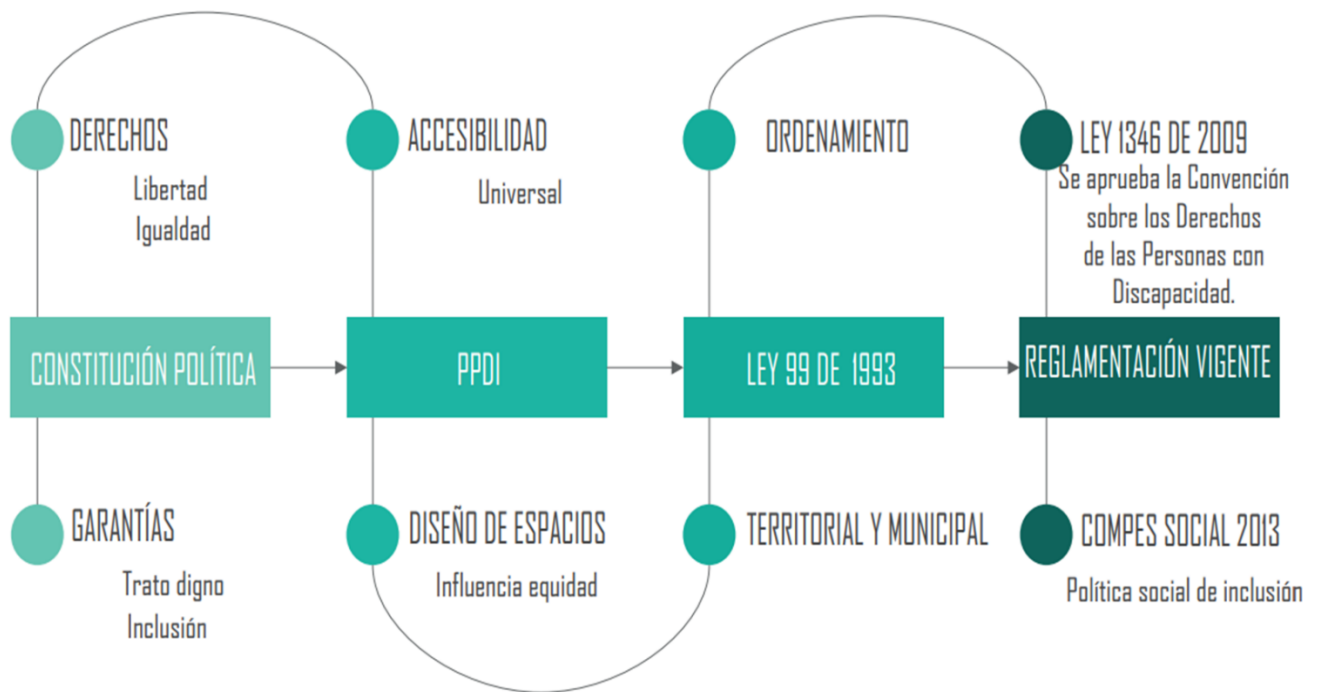 DERECHOS
Libertad
Igualdad
ACCESIBILIDAD
Universal
ORDENAMIENTO
LEY 1346 DE 2009
Se aprueba la Convención
sobre los Derechos
de las Personas con
Discapacidad.
CONSTITUCIÓN POLÍTICA
PPDI
LEY 99 DE 1993
REGLAMENTACIÓN VIGENTE
GARANTÍAS
Trato digno
Inclusión
DISEÑO DE ESPACIOS
Influencia equidad
TERRITORIAL Y MUNICIPAL
COMPES SOCIAL 2013
Política social de inclusión